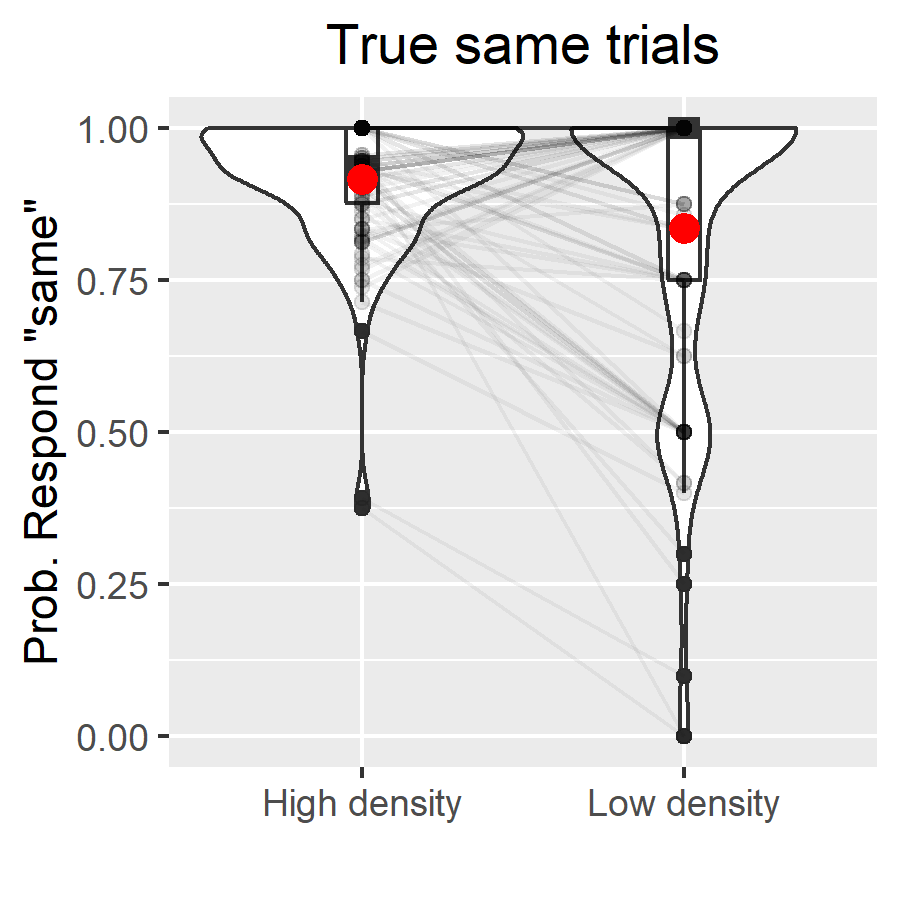 True same trials
Prob. Respond "same"
1.00
0.75
0.50
0.25
0.00
High density
Low density